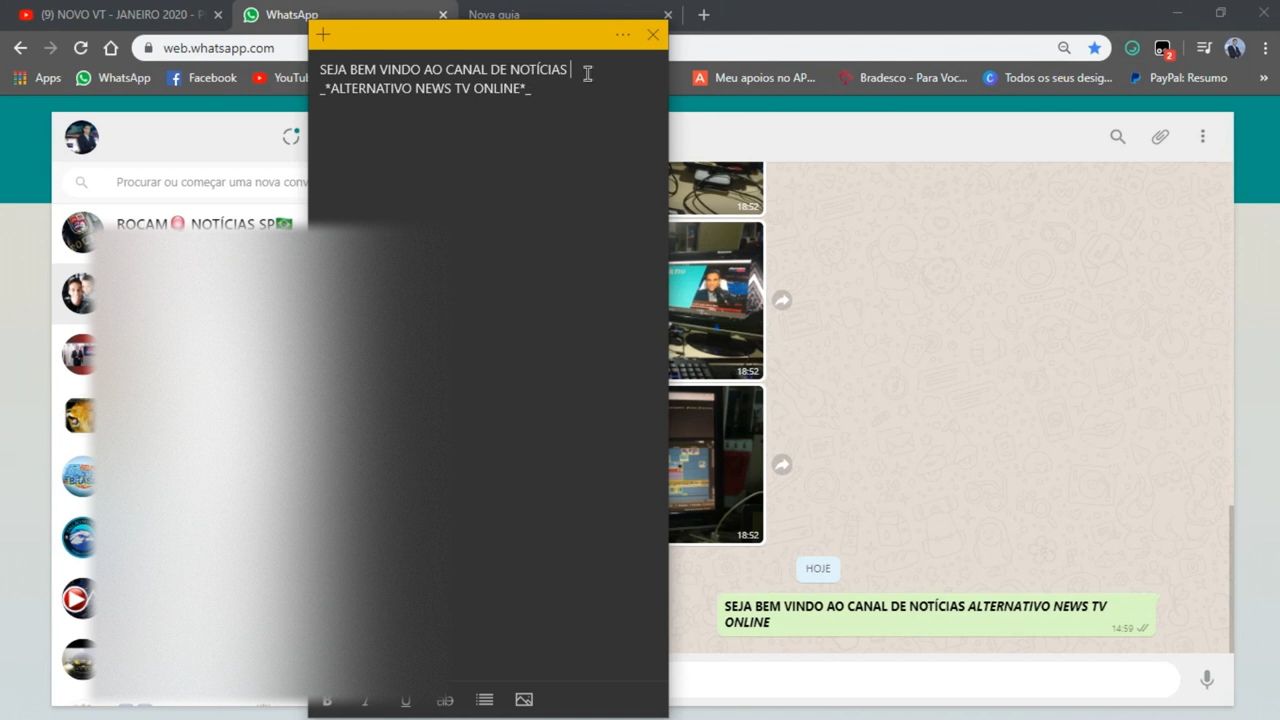 (9) NOVO VT - JANEIRO 2020 - P
WhatsApp
Nova guia
web.whatsapp.com
2
Apps
WhatsApp
Facebook
YouTu
Meu apoios no AP...
Bradesco - Para Voc...
Todos os seus desig...
PayPal: Resumo
SEJA BEM VINDO AO CANAL DE NOTÍCIAS
_*ALTERNATIVO NEWS TV ONLINE*_
Procurar ou começar uma nova conv
ROCAM NOTÍCIAS SP
18:52
18:52
18:52
HOJE
SEJA BEM VINDO AO CANAL DE NOTÍCIAS ALTERNATIVO NEWS TV
ONLINE
14:59